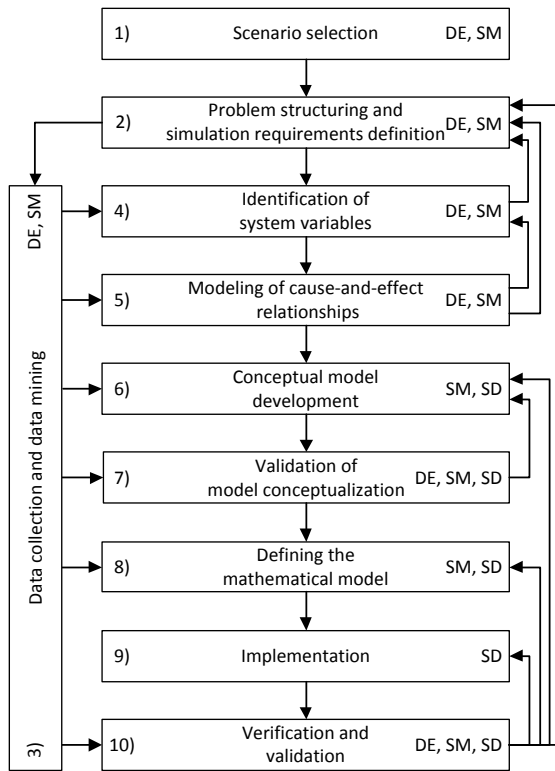 1)
Scenario selection
DE, SM
2)
Problem structuring and
simulation requirements definition
DE, SM
DE, SM
Data collection and data mining
3)
4)
Identification of
system variables
DE, SM
5)
Modeling of cause-and-effect
relationships
DE, SM
6)
Conceptual model
development
SM, SD
7)
Validation of
model conceptualization
DE, SM, SD
8)
Defining the
mathematical model
SM, SD
9)
Implementation
SD
10)
Verification and
validation
DE, SM, SD